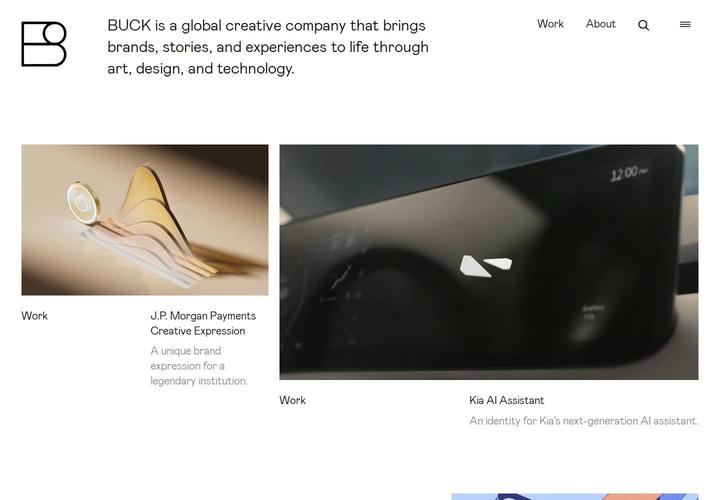 BUCK is a global creative company that brings
brands, stories, and experiences to life through
art, design, and technology.
Work
About
12:00 PM
Battery
Work
J.P. Morgan Payments
Creative Expression
A unique brand
expression for a
legendary institution.
Work
Kia AI Assistant
An identity for Kia's next-generation AI assistant.